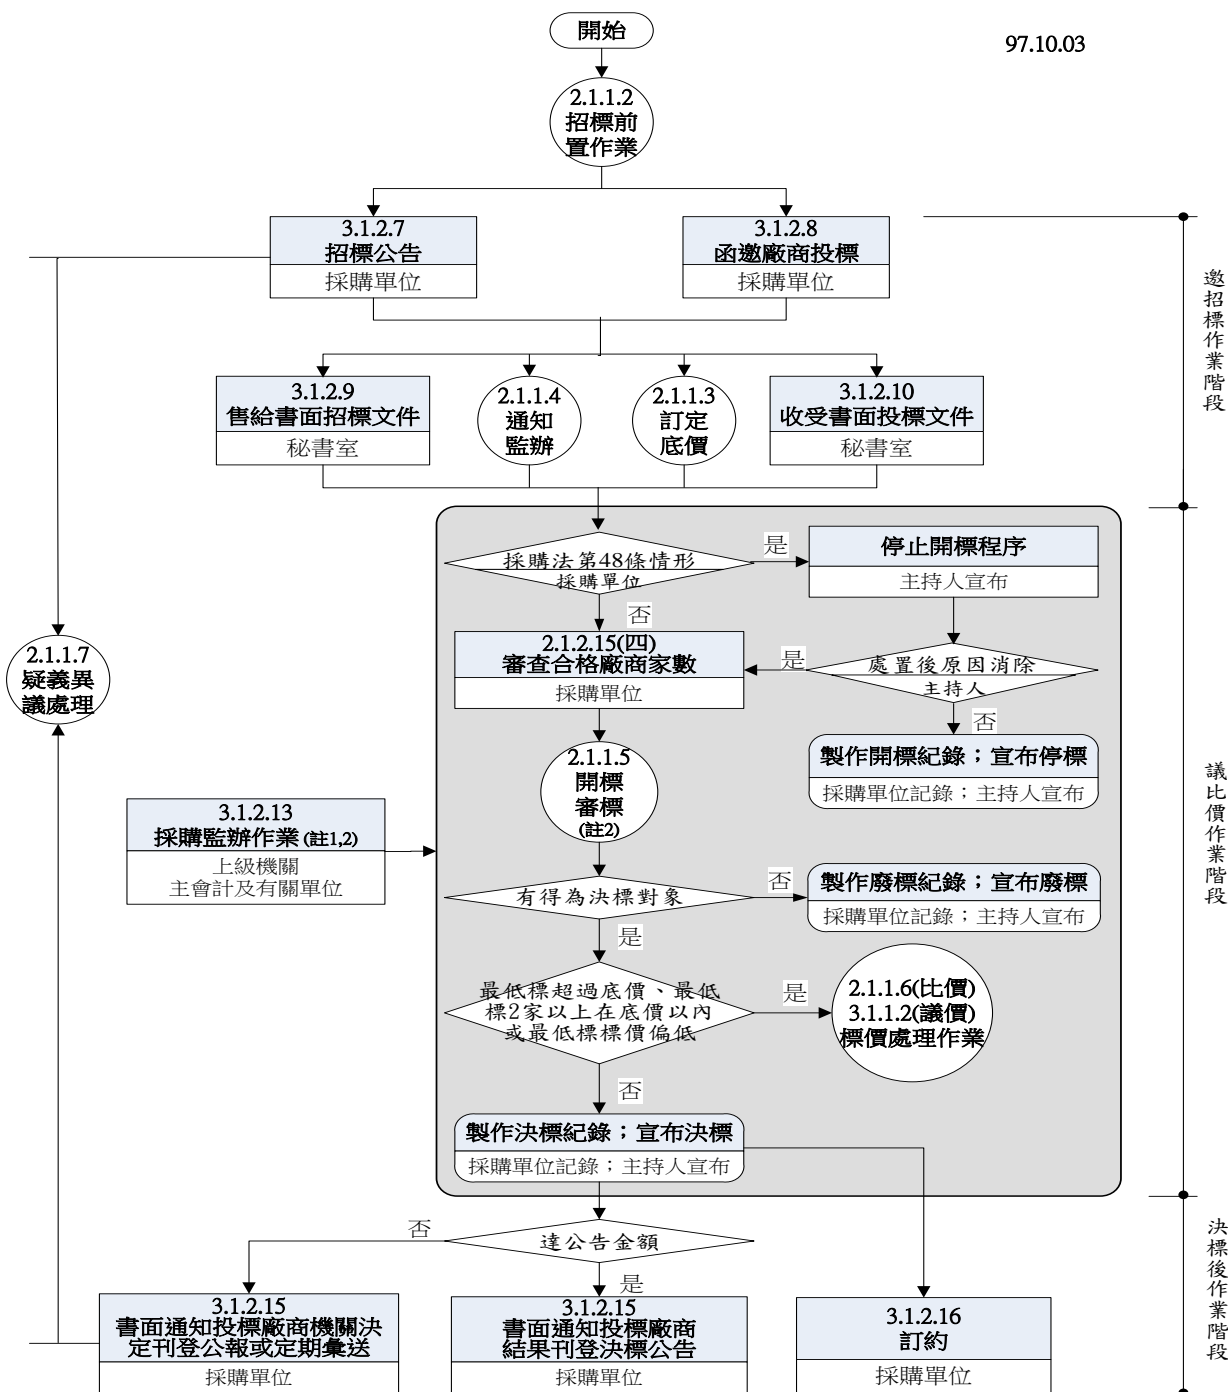 開始
97.10.03
2.1.1.2
招標前
置作業
3.1.2.7
招標公告
採購單位
3.1.2.8
函邀廠商投標
採購單位
邀招標作業階段
3.1.2.9
售給書面招標文件
秘書室
2.1.1.4
通知
監辦
2.1.1.3
訂定
底價
3.1.2.10
收受書面投標文件
秘書室
採購法第48條情形
採購單位
是
停止開標程序
主持人宣布
否
2.1.2.15(四)
審查合格廠商家數
採購單位
是
處置後原因消除
主持人
否
製作開標紀錄；宣布停標
採購單位記錄；主持人宣布
2.1.1.7
疑義異
議處理
2.1.1.5
開標
審標
(註2)
議比價作業階段
3.1.2.13
採購監辦作業(註1,2)
上級機關
主會計及有關單位
有得為決標對象
否
製作廢標紀錄；宣布廢標
採購單位記錄；主持人宣布
是
最低標超過底價、最低
標2家以上在底價以內
或最低標標價偏低
是
2.1.1.6(比價)
3.1.1.2(議價)
標價處理作業
否
製作決標紀錄；宣布決標
採購單位記錄；主持人宣布
達公告金額
否
是
決標後作業階段
3.1.2.15
書面通知投標廠商機關決
定刊登公報或定期彙送
採購單位
3.1.2.15
書面通知投標廠商
結果刊登決標公告
採購單位
3.1.2.16
訂約
採購單位